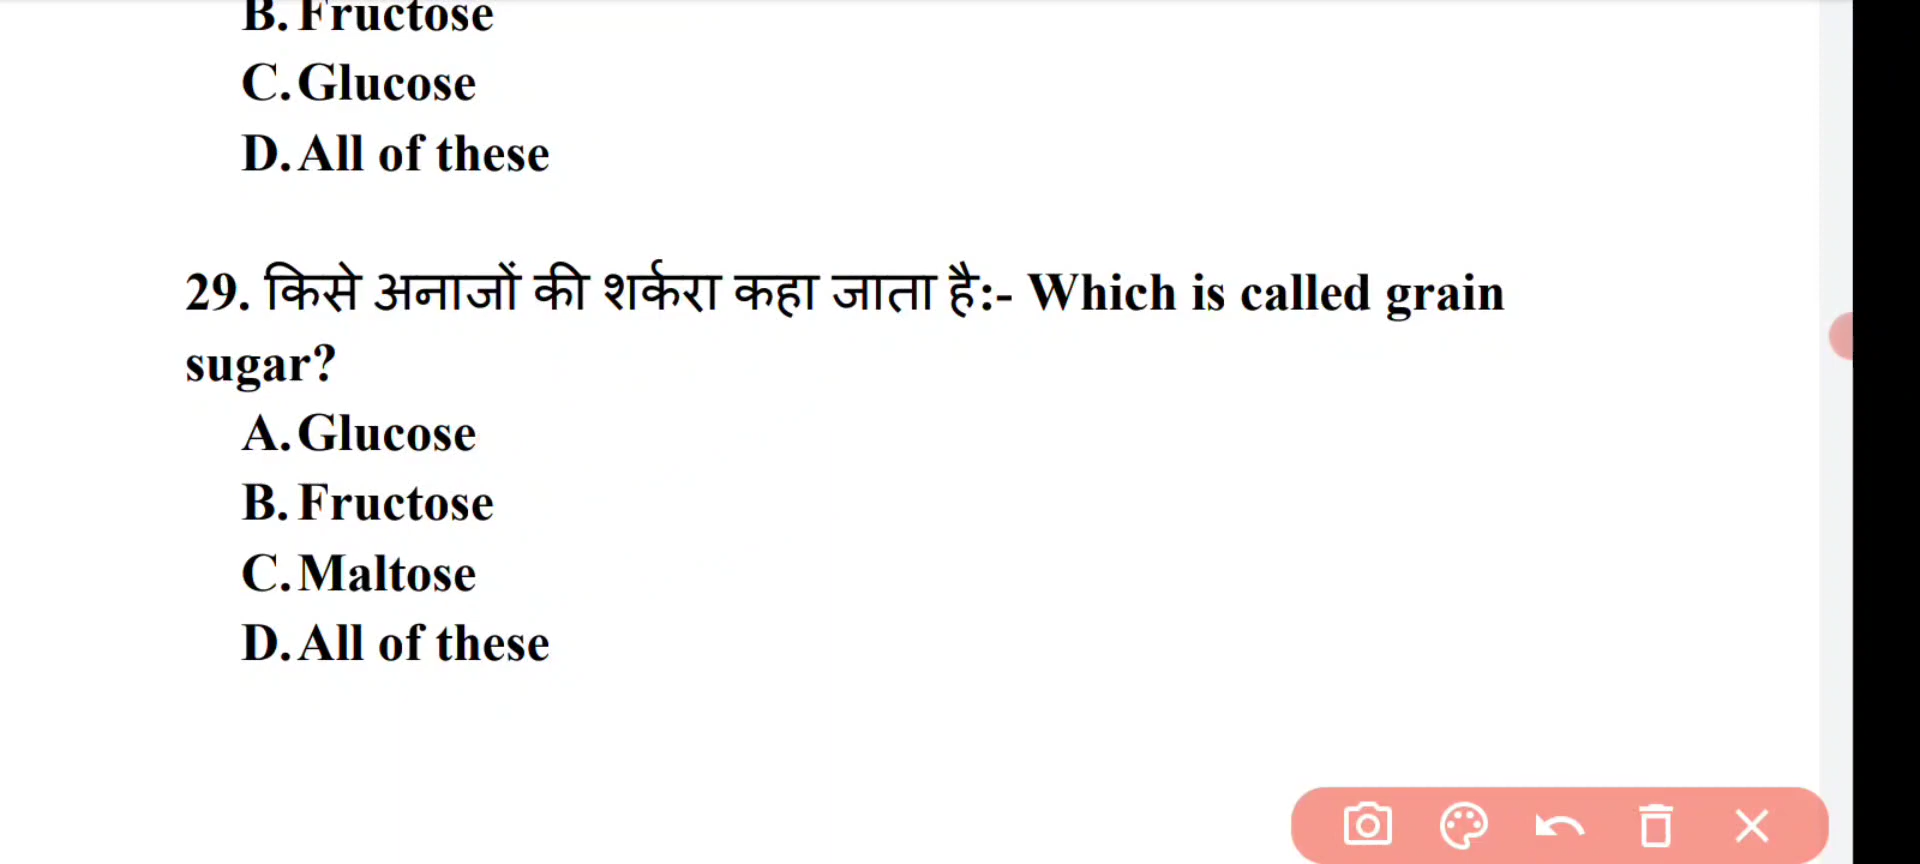 B. Fructose
C. Glucose
D. All of these
29. किसे अनाजों की शर्करा कहा जाता है:- Which is called grain
sugar?
A. Glucose
B. Fructose
C. Maltose
D. All of these